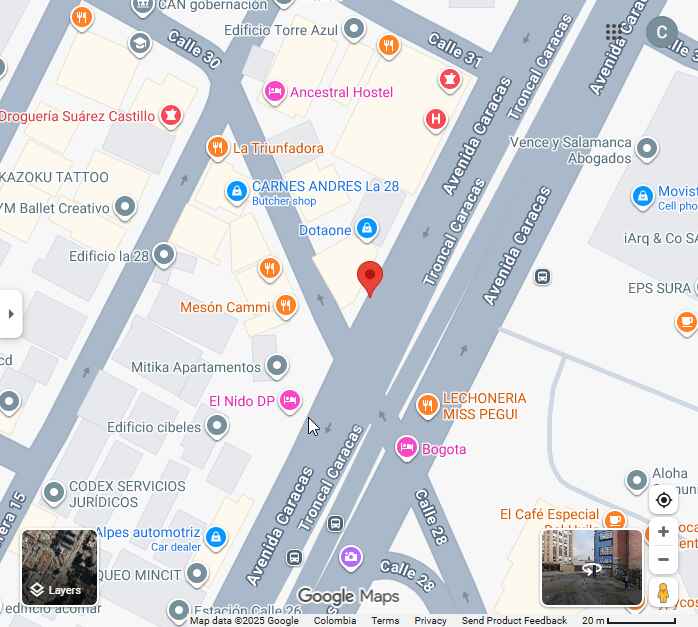 CAN gobernación
Edificio Torre Azul
Calle 30
Calle 31
C
Ancestral Hostel
Avenida Caracas
Troncal Caracas
Avenida Caracas
H
Droguería Suárez Castillo
La Triunfadora
Vence y Salamanca
Abogados
KAZOKU TATTOO
CARNES ANDRES La 28
Butcher shop
Movist
Cell pho
YM Ballet Creativo
Dotaone
Troncal Caracas
Avenida Caracas
iArq & Co SA
Edificio la 28
EPS SURA
Mesón Cammi
cd
Mitika Apartamentos
El Nido DP
LECHONERIA
MISS PEGUI
Edificio cibeles
Bogota
Aloha
CODEX SERVICIOS
JURÍDICOS
Avenida Caracas
Troncal Caracas
Calle 28
El Café Especial
Alpes automotriz
Car dealer
Calle 28
Layers
QUEO MINCIT
Google Maps
edificio acomar
Estación Calle 26
Map data ©2025 Google
Colombia
Terms
Privacy
Send Product Feedback
20 m